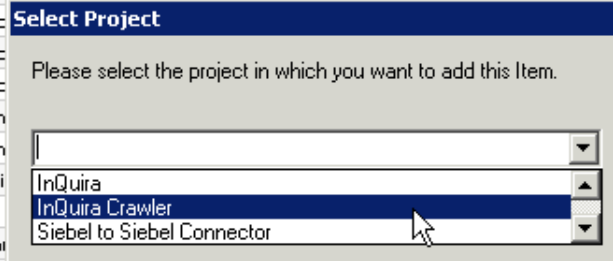 Select Project
Please select the project in which you want to add this Item.
InQuira
InQuira Crawler
Siebel to Siebel Connector